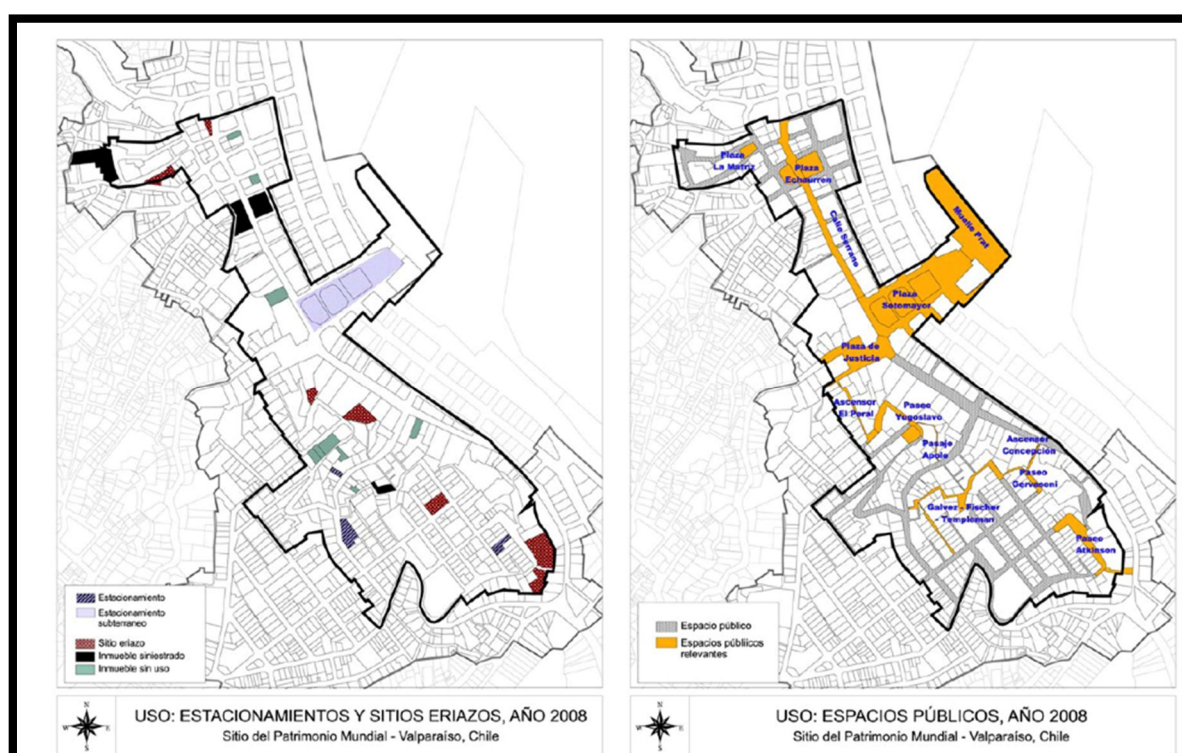 Estacionamiento
Estacionamiento
subterraneo
Sitio eriazo
Inmueble siniestrado
Inmueble sin uso
N
W
E
S
USO: ESTACIONAMIENTOS Y SITIOS ERIAZOS, AÑO 2008
Sitio del Patrimonio Mundial - Valparaíso, Chile
Plaza
La Matriz
Plaza
Echaurren
Calle Serrano
Muelle Prat
Plaza
Sotomayor
Plaza de
Justicia
Ascensor
El Peral
Paseo
Yugoslavo
Pasaje
Apolo
Ascensor
Concepción
Paseo
Gervasoni
Galvez - Fischer
- Templeman
Paseo
Atkinson
Espacio público
Espacios públicos
relevantes
N
W
E
S
USO: ESPACIOS PÚBLICOS, AÑO 2008
Sitio del Patrimonio Mundial - Valparaíso, Chile